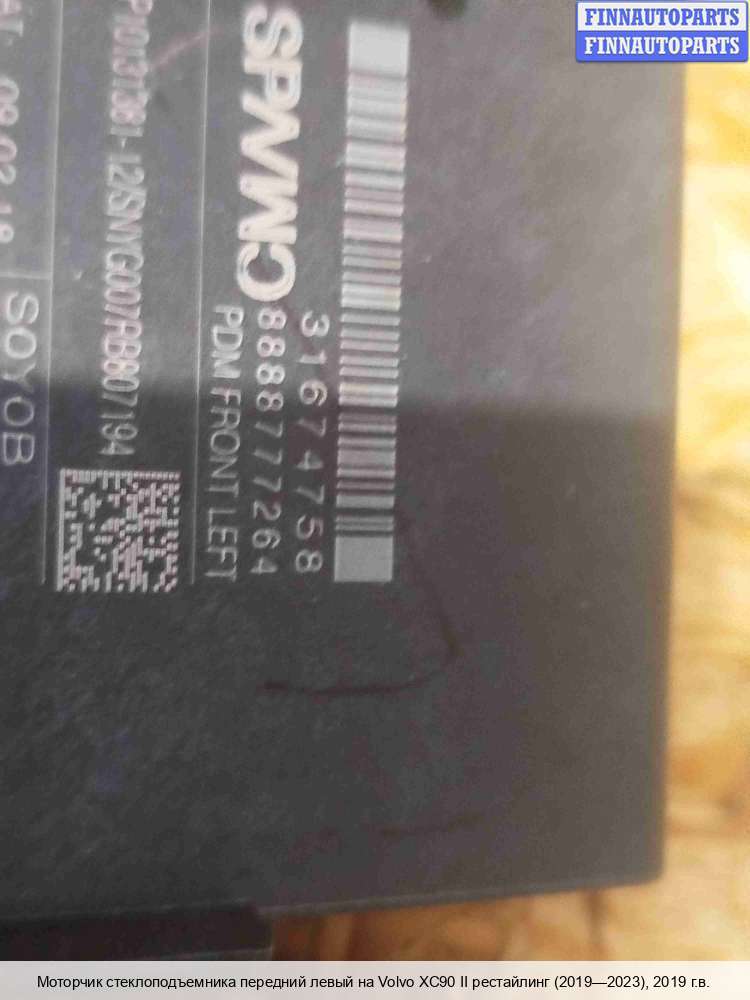 FINNAUTOPARTS
FINNAUTOPARTS
31674758
8888777264
PDM FRONT LEFT
SOYOB
Моторчик стеклоподъемника передний левый на Volvo XC90 II рестайлинг (2019—2023), 2019 г.в.